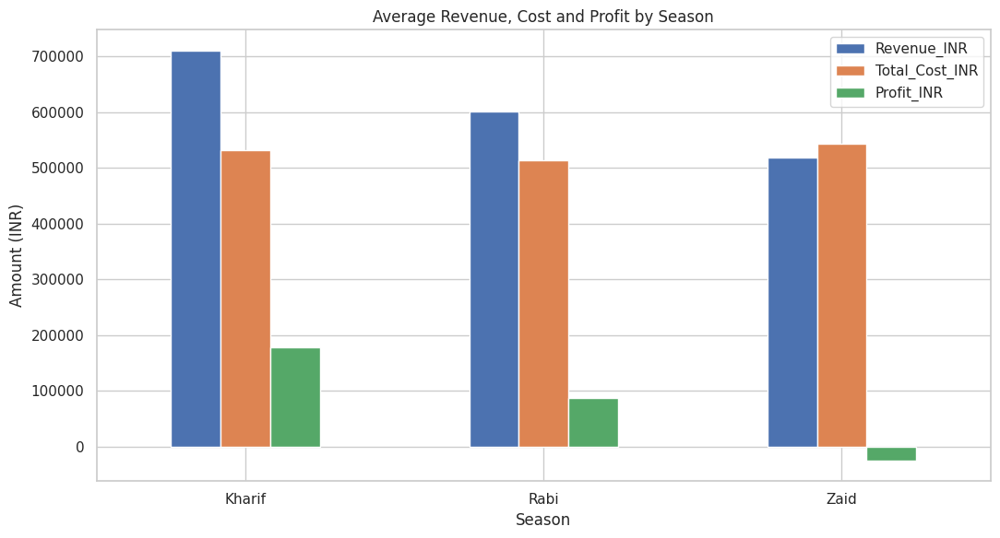 Average Revenue, Cost and Profit by Season
Revenue_INR
Total_Cost_INR
Profit_INR
Amount (INR)
700000
600000
500000
400000
300000
200000
100000
0
Kharif
Rabi
Zaid
Season